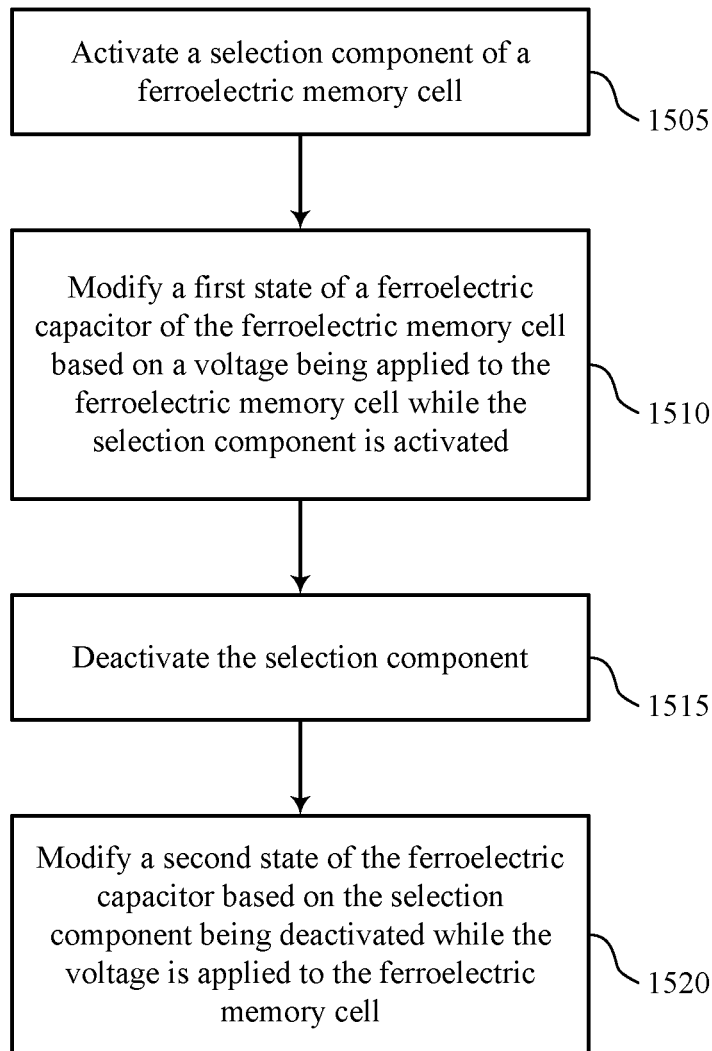 Activate a selection component of a
ferroelectric memory cell
1505
Modify a first state of a ferroelectric
capacitor of the ferroelectric memory cell
based on a voltage being applied to the
ferroelectric memory cell while the
selection component is activated
1510
Deactivate the selection component
1515
Modify a second state of the ferroelectric
capacitor based on the selection
component being deactivated while the
voltage is applied to the ferroelectric
memory cell
1520